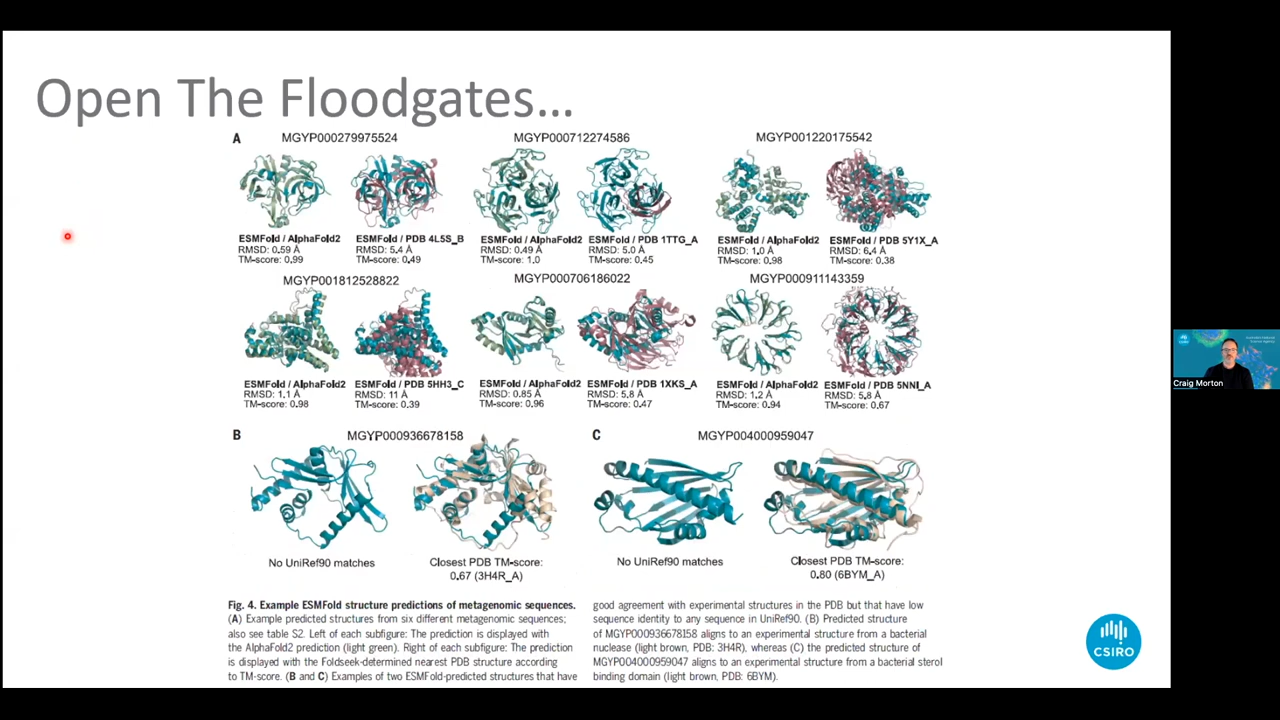 Open The Floodgates...
A
MGYP000279975524
MGYP000712274586
MGYP001220175542
ESMFold / AlphaFold2
RMSD: 0.59 Å
TM-score: 0.99
ESMFold / PDB 4L5S_B
RMSD: 5.4 Å
TM-score: 0.49
ESMFold / AlphaFold2
RMSD: 0.49 Å
TM-score: 1.0
ESMFold / PDB 1TTG_A
RMSD: 5.0 Å
TM-score: 0.45
ESMFold / AlphaFold2
RMSD: 1.0 Å
TM-score: 0.98
ESMFold / PDB 5Y1X_A
RMSD: 6.4 Å
TM-score: 0.38
MGYP001812528822
MGYP000706186022
MGYP000911143359
ESMFold / AlphaFold2
RMSD: 1.1 Å
TM-score: 0.98
ESMFold / PDB 5HH3_C
RMSD: 11 Å
TM-score: 0.39
ESMFold / AlphaFold2
RMSD: 0.85 Å
TM-score: 0.96
ESMFold / PDB 1XKS_A
RMSD: 5.8 Å
TM-score: 0.47
ESMFold / AlphaFold2
RMSD: 1.2 Å
TM-score: 0.94
ESMFold / PDB 5NNI_A
RMSD: 5.8 Å
TM-score: 0.67
B
MGYP000936678158
No UniRef90 matches
Closest PDB TM-score:
0.67 (3H4R_A)
C
MGYP004000959047
No UniRef90 matches
Closest PDB TM-score:
0.80 (6BYM_A)
Fig. 4. Example ESMFold structure predictions of metagenomic sequences.
(A) Example predicted structures from six different metagenomic sequences;
also see table S2. Left of each subfigure: The prediction is displayed with
the AlphaFold2 prediction (light green). Right of each subfigure: The prediction
is displayed with the Foldseek-determined nearest PDB structure according
to TM-score. (B and C) Examples of two ESMFold-predicted structures that have
good agreement with experimental structures in the PDB but that have low
sequence identity to any sequence in UniRef90. (B) Predicted structure
of MGYP000936678158 aligns to an experimental structure from a bacterial
nuclease (light brown, PDB: 3H4R), whereas (C) the predicted structure of
MGYP004000959047 aligns to an experimental structure from a bacterial sterol
binding domain (light brown, PDB: 6BYM).
CSIRO
CSIRO
Craig Morton